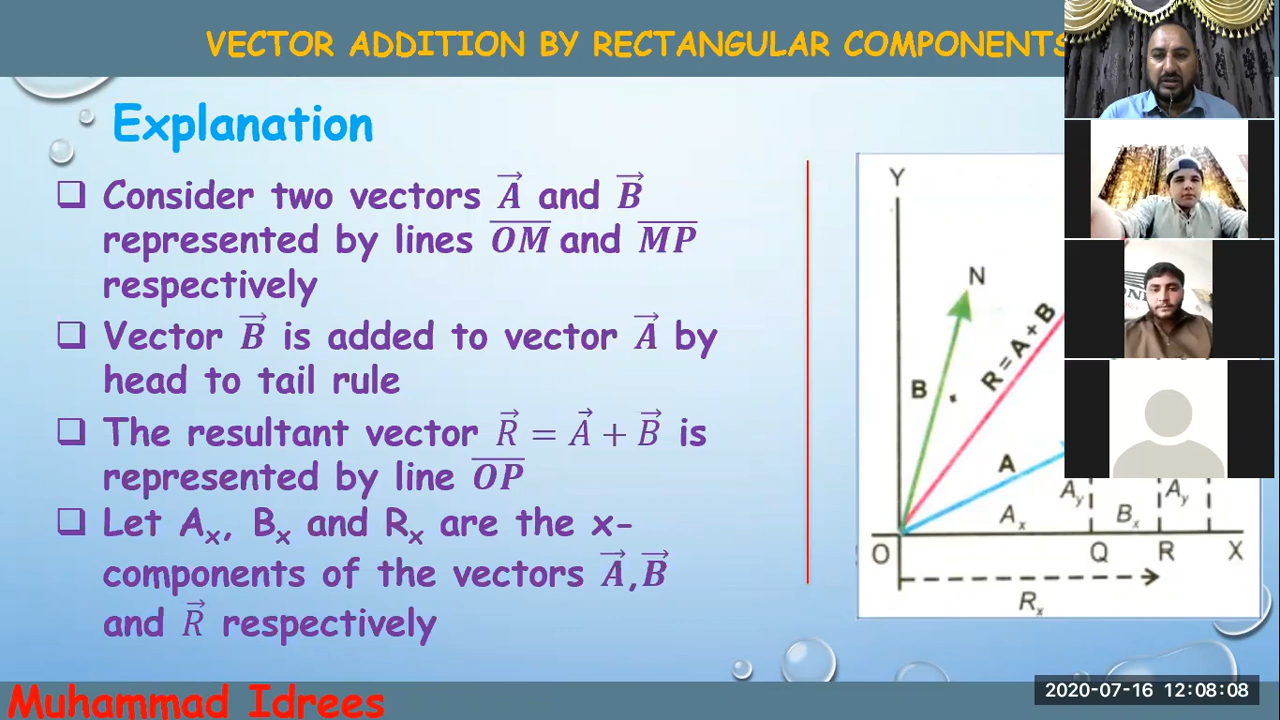 VECTOR ADDITION BY RECTANGULAR COMPONENTS
Explanation
❑ Consider two vectors A⃗ and B⃗
represented by lines O̅M̅ and M̅P̅
respectively
❑ Vector B⃗ is added to vector A⃗ by
head to tail rule
❑ The resultant vector R⃗ = A⃗ + B⃗ is
represented by line O̅P̅
❑ Let Aₓ, Bₓ and Rₓ are the x-
components of the vectors A⃗,B⃗
and R⃗ respectively
Y
N
R = A + B
B
A
Ay
Ay
Ax
Bx
O
Q
R
X
Rx
Muhammad Idrees
2020-07-16 12:08:08